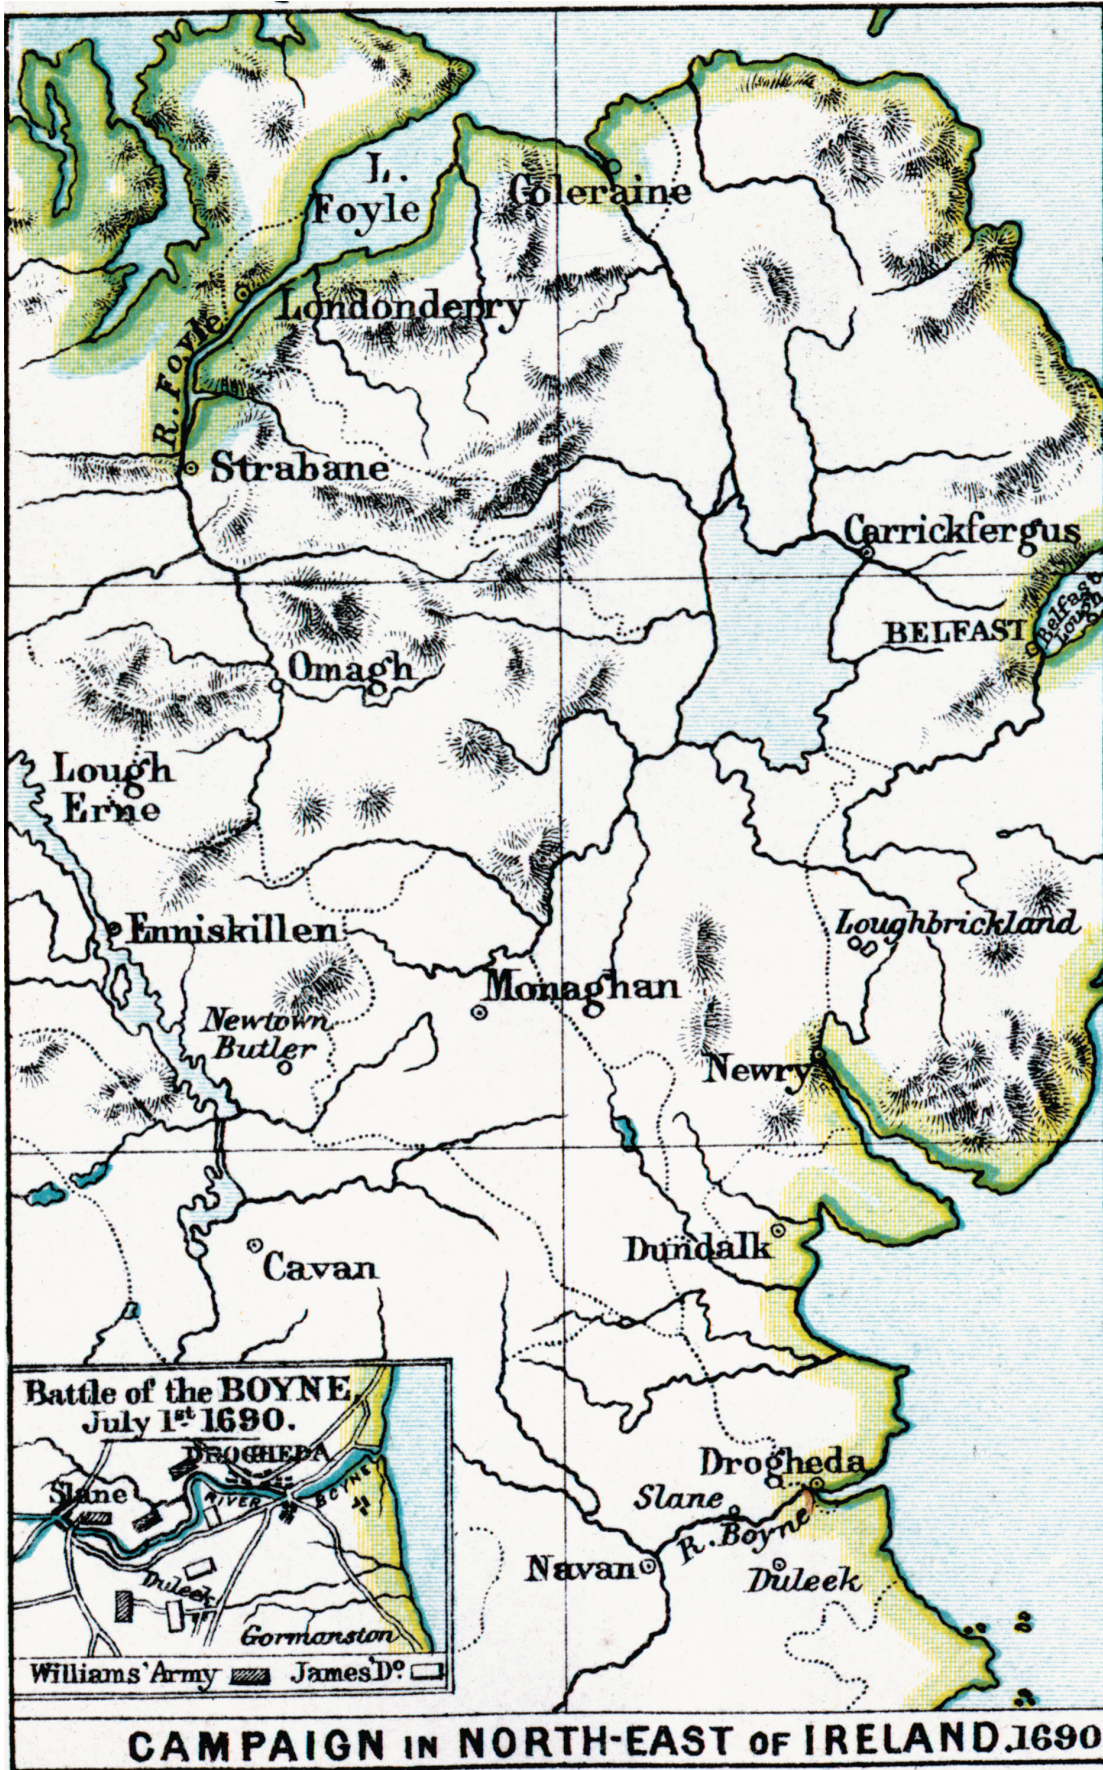 L.
Foyle
Coleraine
Londonderry
R. Foyle
Strabane
Carrickfergus
Belfast
Lough
BELFAST
Omagh
Lough
Erne
Enniskillen
Loughbrickland
Monaghan
Newtown
Butler
Newry
Dundalk
Cavan
Battle of the BOYNE,
July 1st 1690.
DROGHEDA
Slane
RIVER BOYNE
Duleek
Gormanston
Williams' Army
James' Do.
Drogheda
Slane
R. Boyne
Navan
Duleek
CAMPAIGN IN NORTH-EAST OF IRELAND. 1690